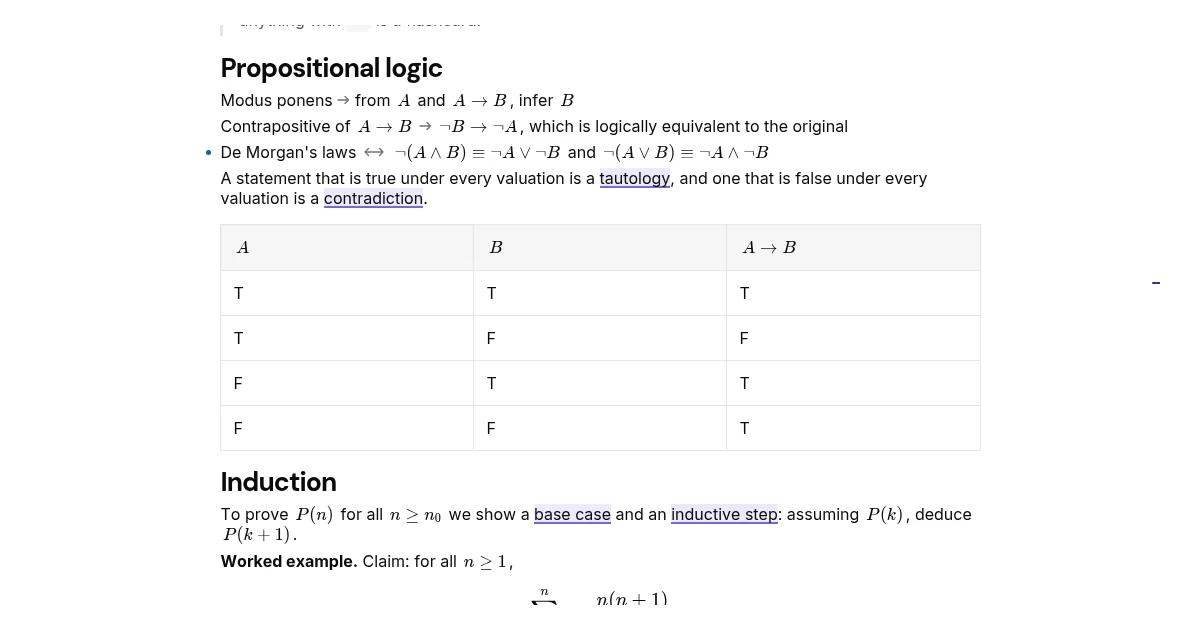 Propositional logic
Modus ponens → from A and A → B, infer B
Contrapositive of A → B → ¬B → ¬A, which is logically equivalent to the original
De Morgan's laws ↔ ¬(A ∧ B) ≡ ¬A ∨ ¬B and ¬(A ∨ B) ≡ ¬A ∧ ¬B
A statement that is true under every valuation is a tautology, and one that is false under every
valuation is a contradiction.
A B A → B
T T T
T F F
F T T
F F T
Induction
To prove P(n) for all n ≥ n₀ we show a base case and an inductive step: assuming P(k), deduce
P(k + 1).
Worked example. Claim: for all n ≥ 1,
n n(n + 1)